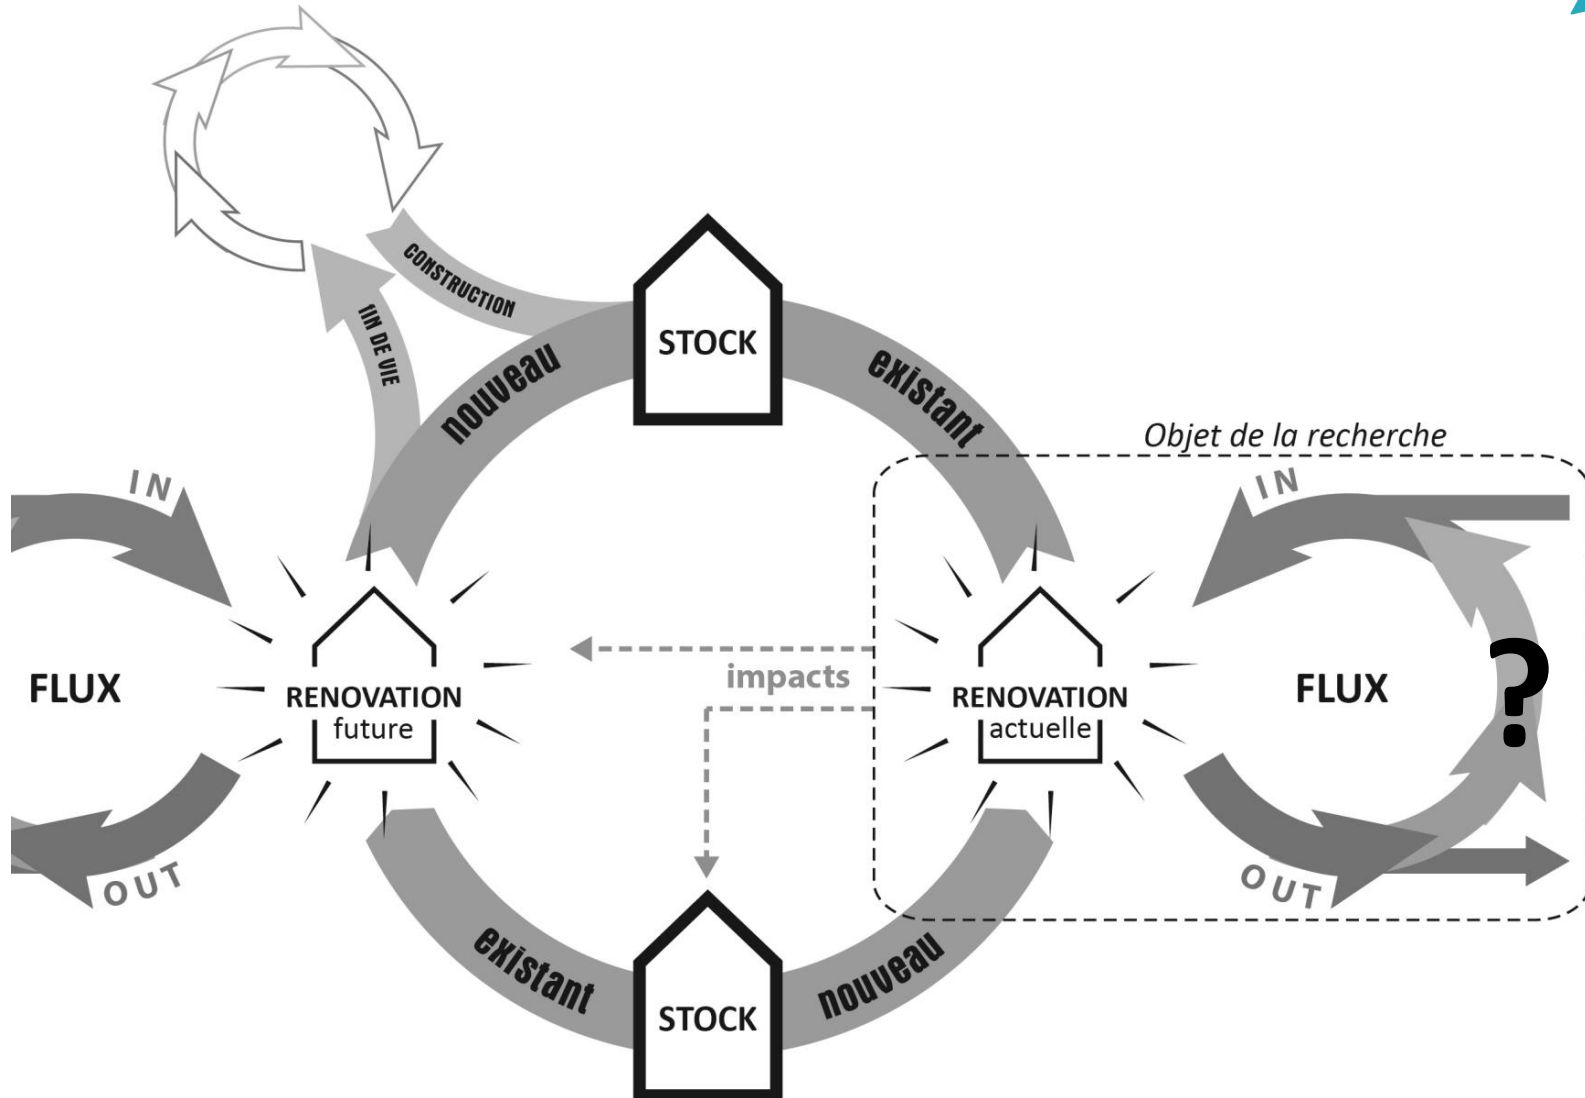 CONSTRUCTION
fIN DE VIE
nouveau
STOCK
existant
Objet de la recherche
IN
IN
FLUX
RENOVATION
future
impacts
RENOVATION
actuelle
FLUX
?
OUT
OUT
existant
STOCK
nouveau